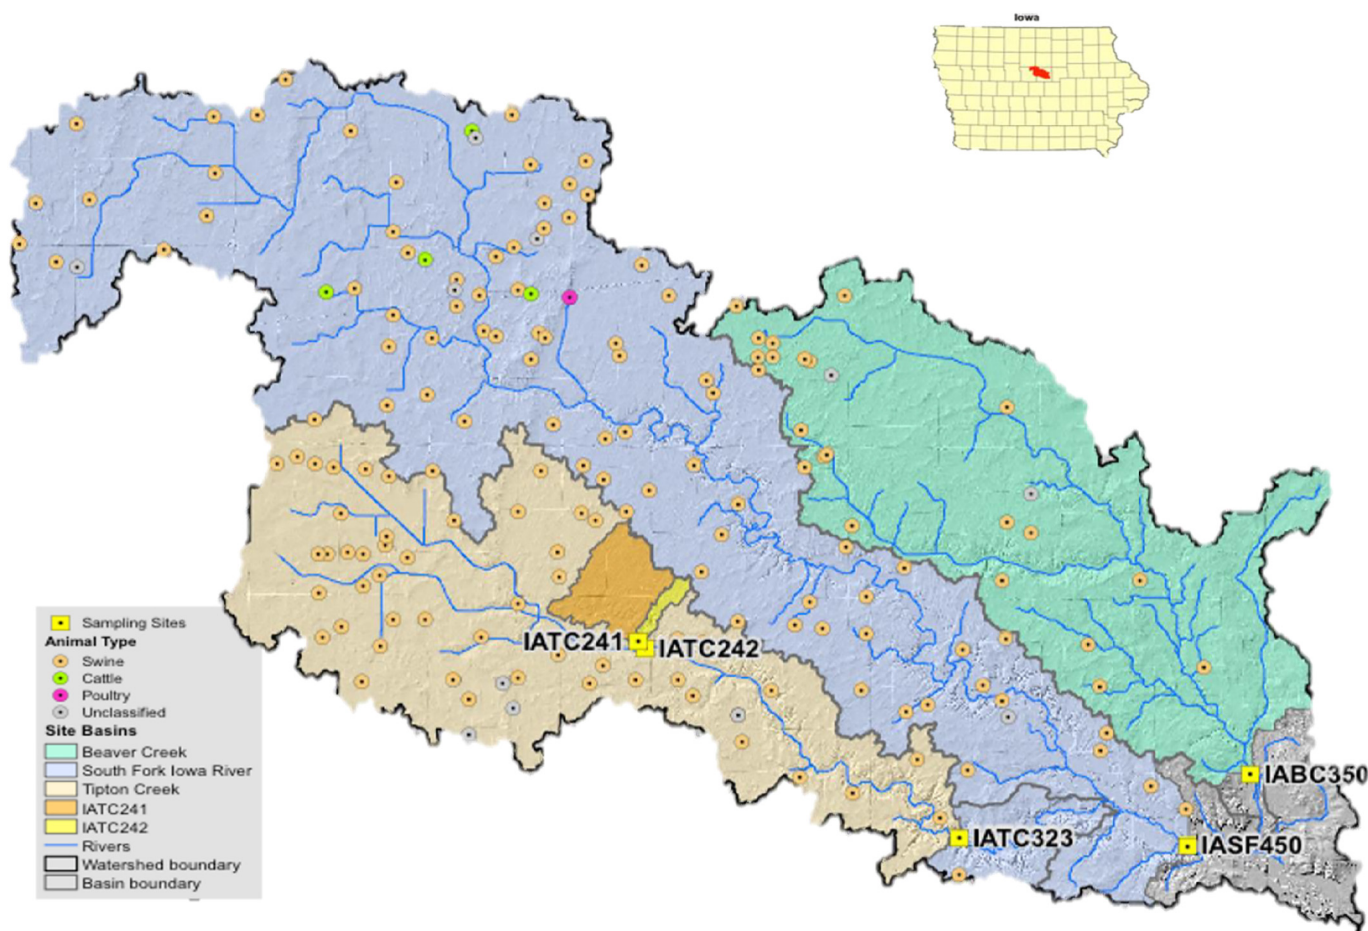 Iowa
IATC241
IATC242
Sampling Sites
Animal Type
Swine
Cattle
Poultry
Unclassified
Site Basins
Beaver Creek
South Fork Iowa River
Tipton Creek
IATC241
IATC242
Rivers
Watershed boundary
Basin boundary
IABC350
IATC323
IASF450